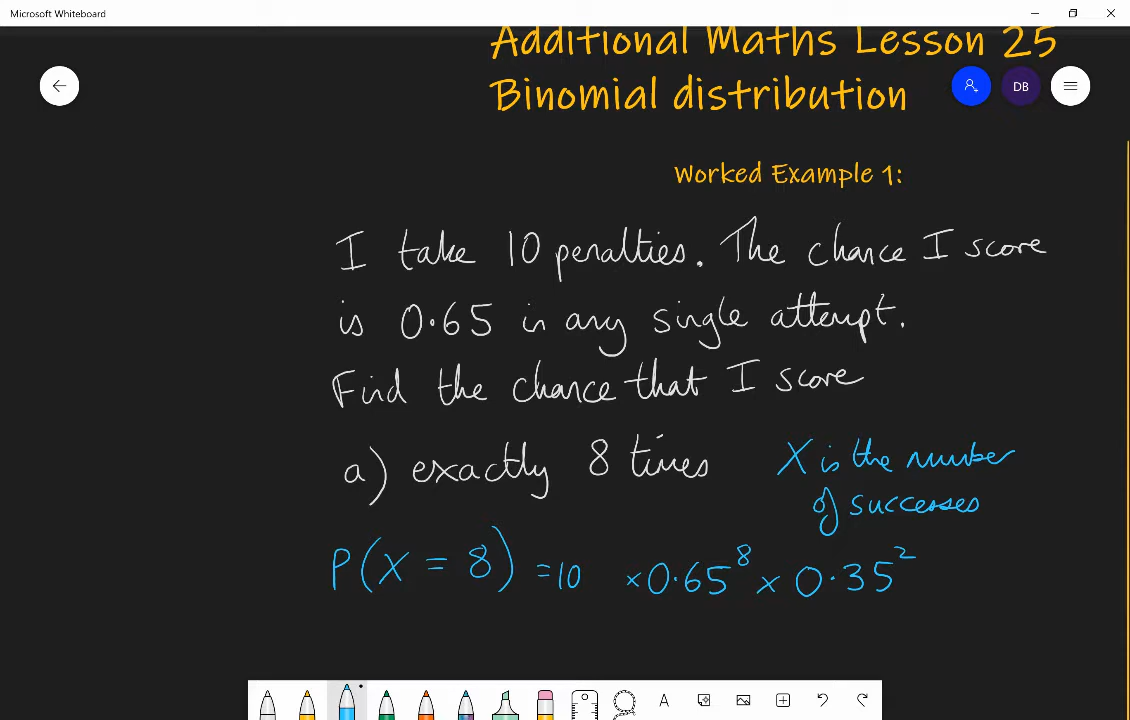 Microsoft Whiteboard
Additional Maths Lesson 25
Binomial distribution
DB
Worked Example 1:
I take 10 penalties. The chance I score
is 0.65 in any single attempt.
Find the chance that I score
a) exactly 8 times
X is the number
of successes
P(X = 8) = 10 × 0.65⁸ × 0.35²
A